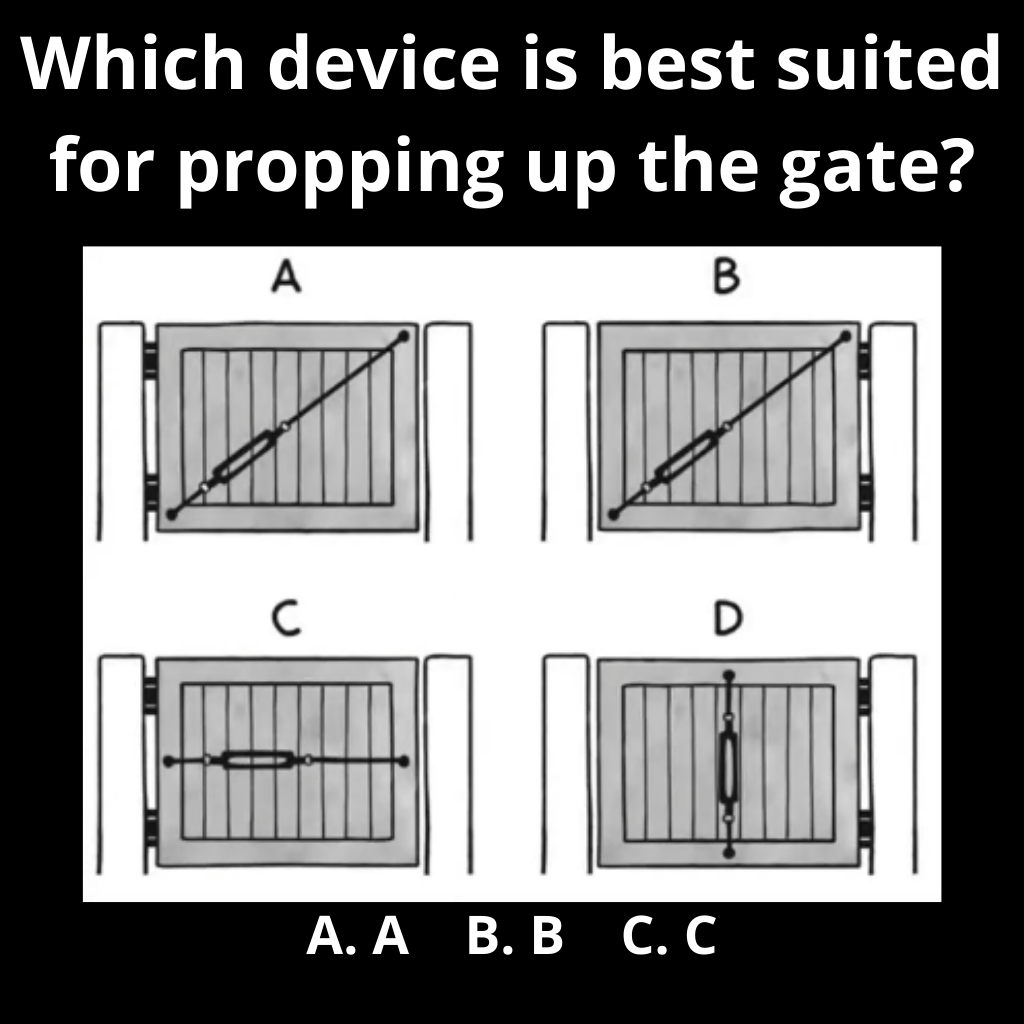 Which device is best suited
for propping up the gate?
A B
C D
A. A B. B C. C